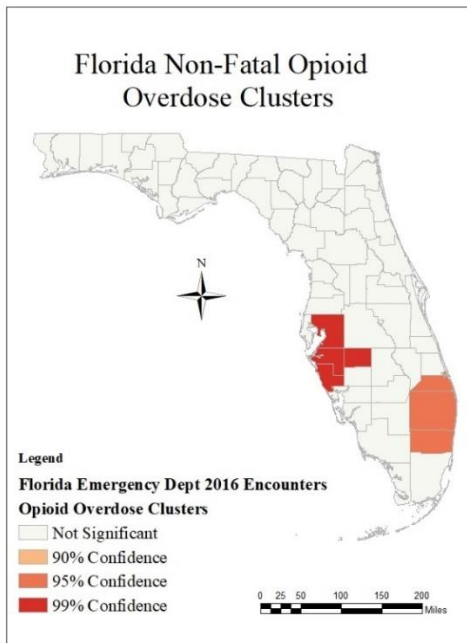 Florida Non-Fatal Opioid
Overdose Clusters
N
Legend
Florida Emergency Dept 2016 Encounters
Opioid Overdose Clusters
Not Significant
90% Confidence
95% Confidence
99% Confidence
0 25 50 100 150 200
Miles